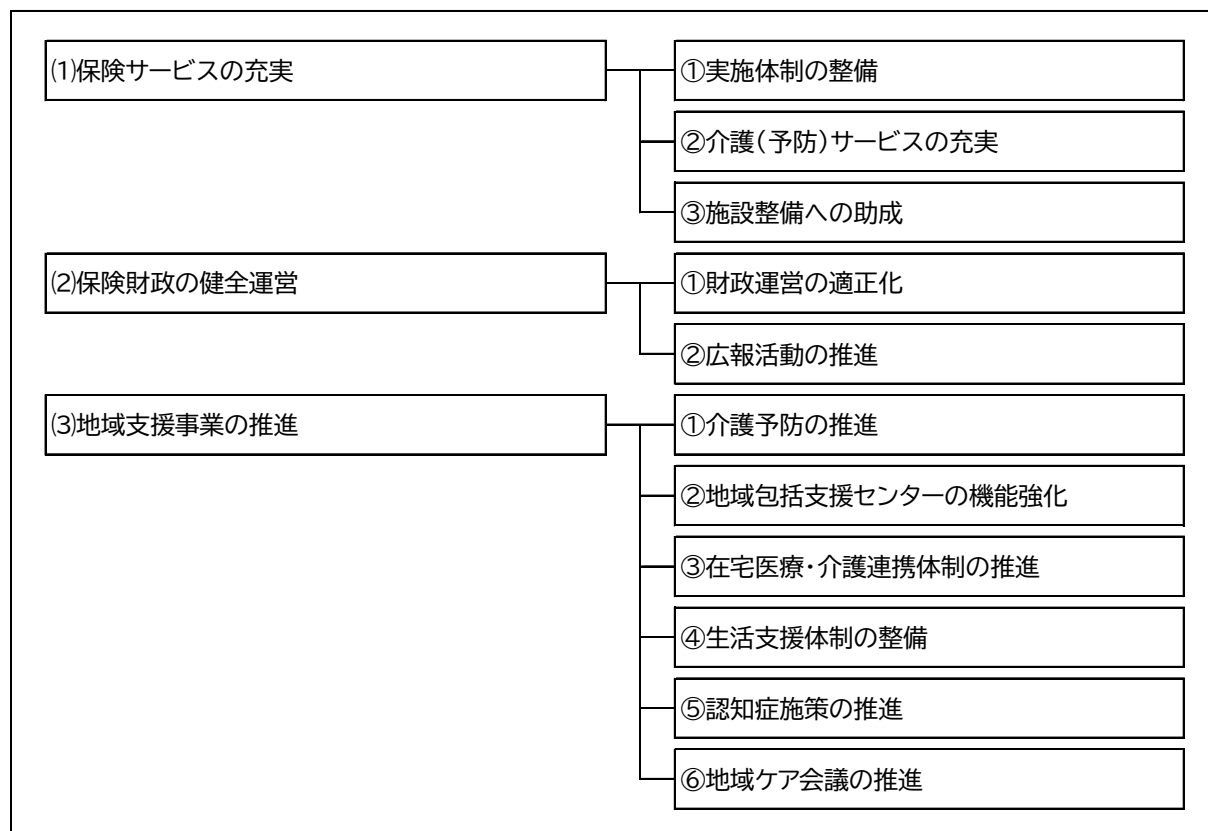 ⑴保険サービスの充実
①実施体制の整備
②介護(予防)サービスの充実
③施設整備への助成
⑵保険財政の健全運営
①財政運営の適正化
②広報活動の推進
⑶地域支援事業の推進
①介護予防の推進
②地域包括支援センターの機能強化
③在宅医療・介護連携体制の推進
④生活支援体制の整備
⑤認知症施策の推進
⑥地域ケア会議の推進